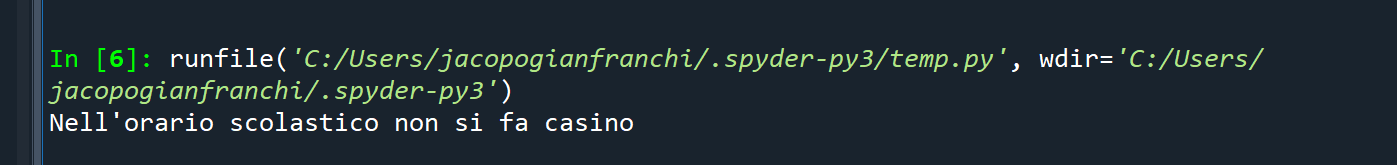 In [6]: runfile('C:/Users/jacopogianfranchi/.spyder-py3/temp.py', wdir='C:/Users/
jacopogianfranchi/.spyder-py3')
Nell'orario scolastico non si fa casino